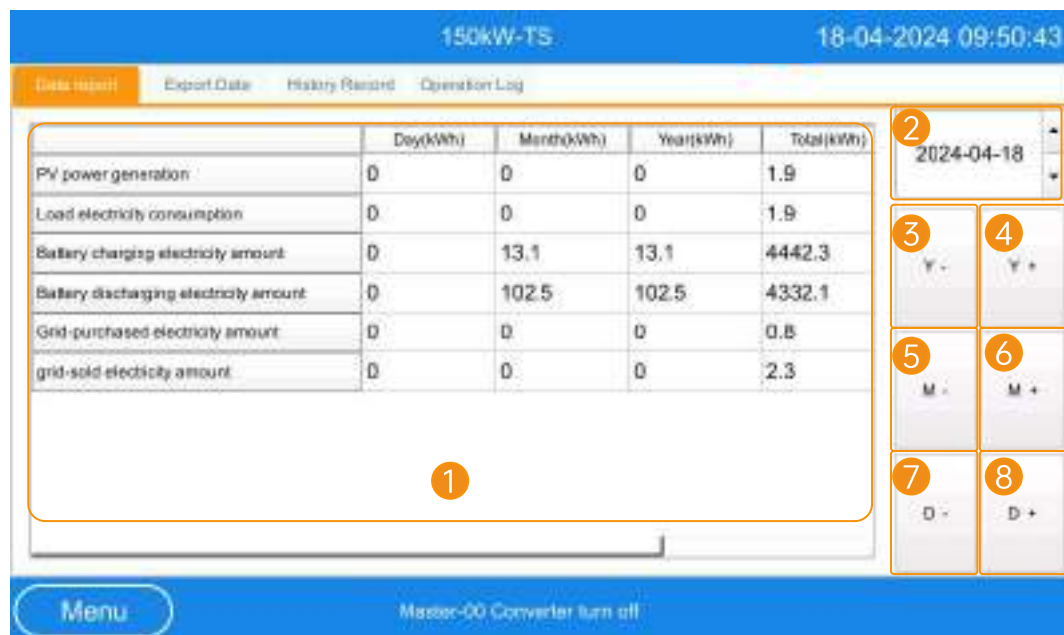 150kW-TS 18-04-2024 09:50:43
Data report Export Data History Record Operation Log
Day(kWh) Month(kWh) Year(kWh) Total(kWh)
PV power generation 0 0 0 1.9
Load electricity consumption 0 0 0 1.9
Battery charging electricity amount 0 13.1 13.1 4442.3
Battery discharging electricity amount 0 102.5 102.5 4332.1
Grid-purchased electricity amount 0 0 0 0.8
grid-sold electricity amount 0 0 0 2.3
1
2
2024-04-18
3 4
Y - Y +
5 6
M - M +
7 8
D - D +
Menu Master-00 Converter turn off